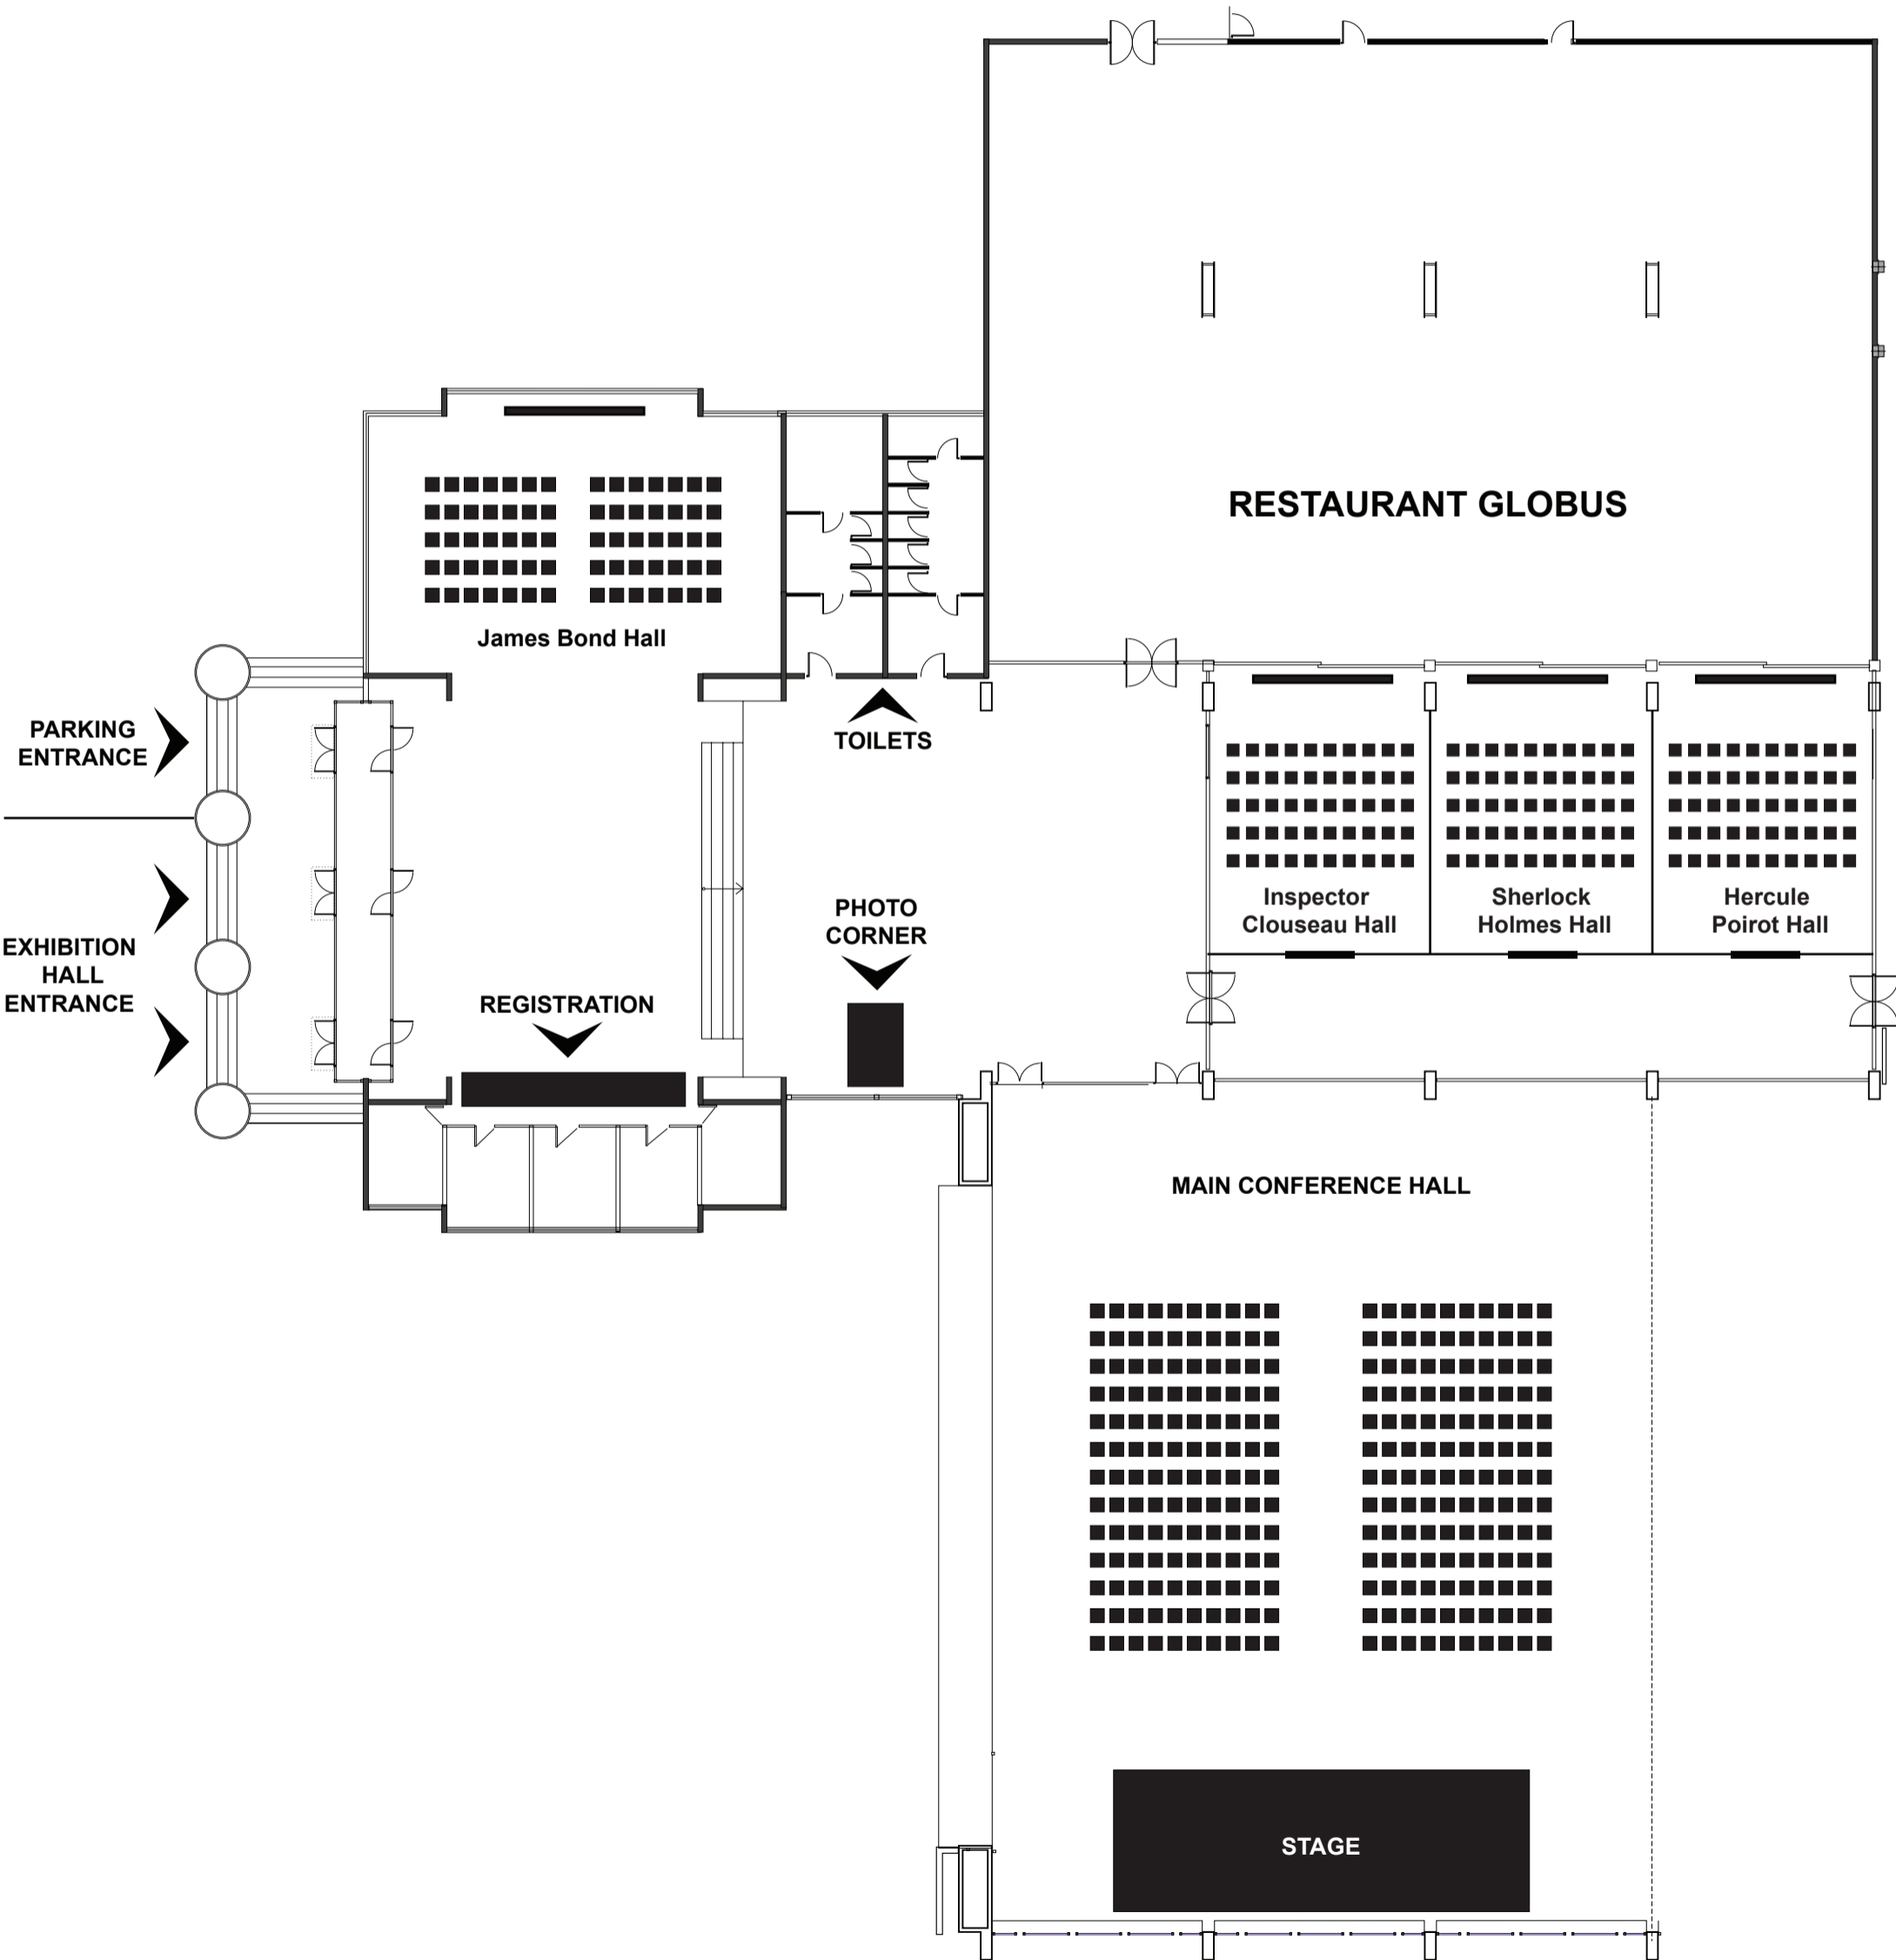 RESTAURANT GLOBUS
James Bond Hall
PARKING
ENTRANCE
TOILETS
Inspector
Clouseau Hall
Sherlock
Holmes Hall
Hercule
Poirot Hall
PHOTO
CORNER
EXHIBITION
HALL
ENTRANCE
REGISTRATION
MAIN CONFERENCE HALL
STAGE